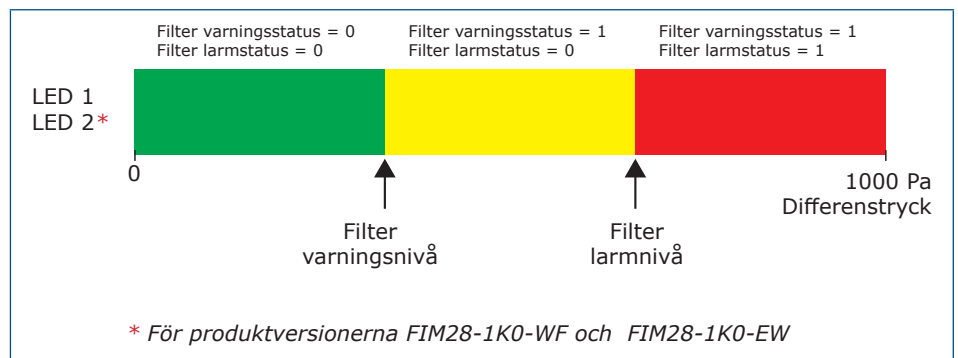 Filter varningsstatus = 0
Filter larmstatus = 0
Filter varningsstatus = 1
Filter larmstatus = 0
Filter varningsstatus = 1
Filter larmstatus = 1
LED 1
LED 2*
0
1000 Pa
Differenstryck
Filter
varningsnivå
Filter
larmnivå
* För produktversionerna FIM28-1K0-WF och FIM28-1K0-EW